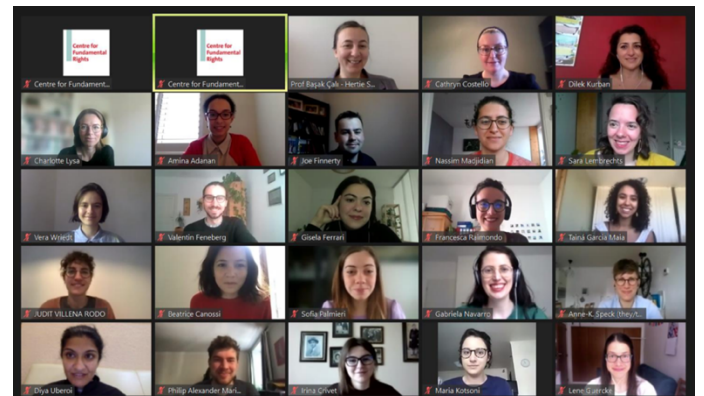 Centre for
Fundamental
Rights
Centre for
Fundamental
Rights
Centre for Fundament...
Centre for Fundament...
Prof Başak Çalı - Hertie S...
Cathryn Costello
Dilek Kurban
Charlotte Lysa
Amina Adanan
Joe Finnerty
Nassim Madjidian
Sara Lembrechts
Vera Wriedt
Valentin Feneberg
Gisela Ferrari
Francesca Raimondo
Tainá Garcia Maia
JUDIT VILLENA RODO
Beatrice Canossi
Sofia Palmieri
Gabriela Navarro
Anne-K. Speck (they/t...
Diya Uberoi
Phillip Alexander Mari...
Irina Crivet
Maria Kotsoni
Lene Guercke